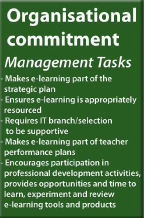 Organisational
commitment
Management Tasks
- Makes e-learning part of the
strategic plan
- Ensures e-learning is appropriately
resourced
- Requires IT branch/selection
to be supportive
- Makes e-learning part of teacher
performance plans
- Encourages participation in
professional development activities,
provides opportunities and time to
learn, experiment and review
e-learning tools and products